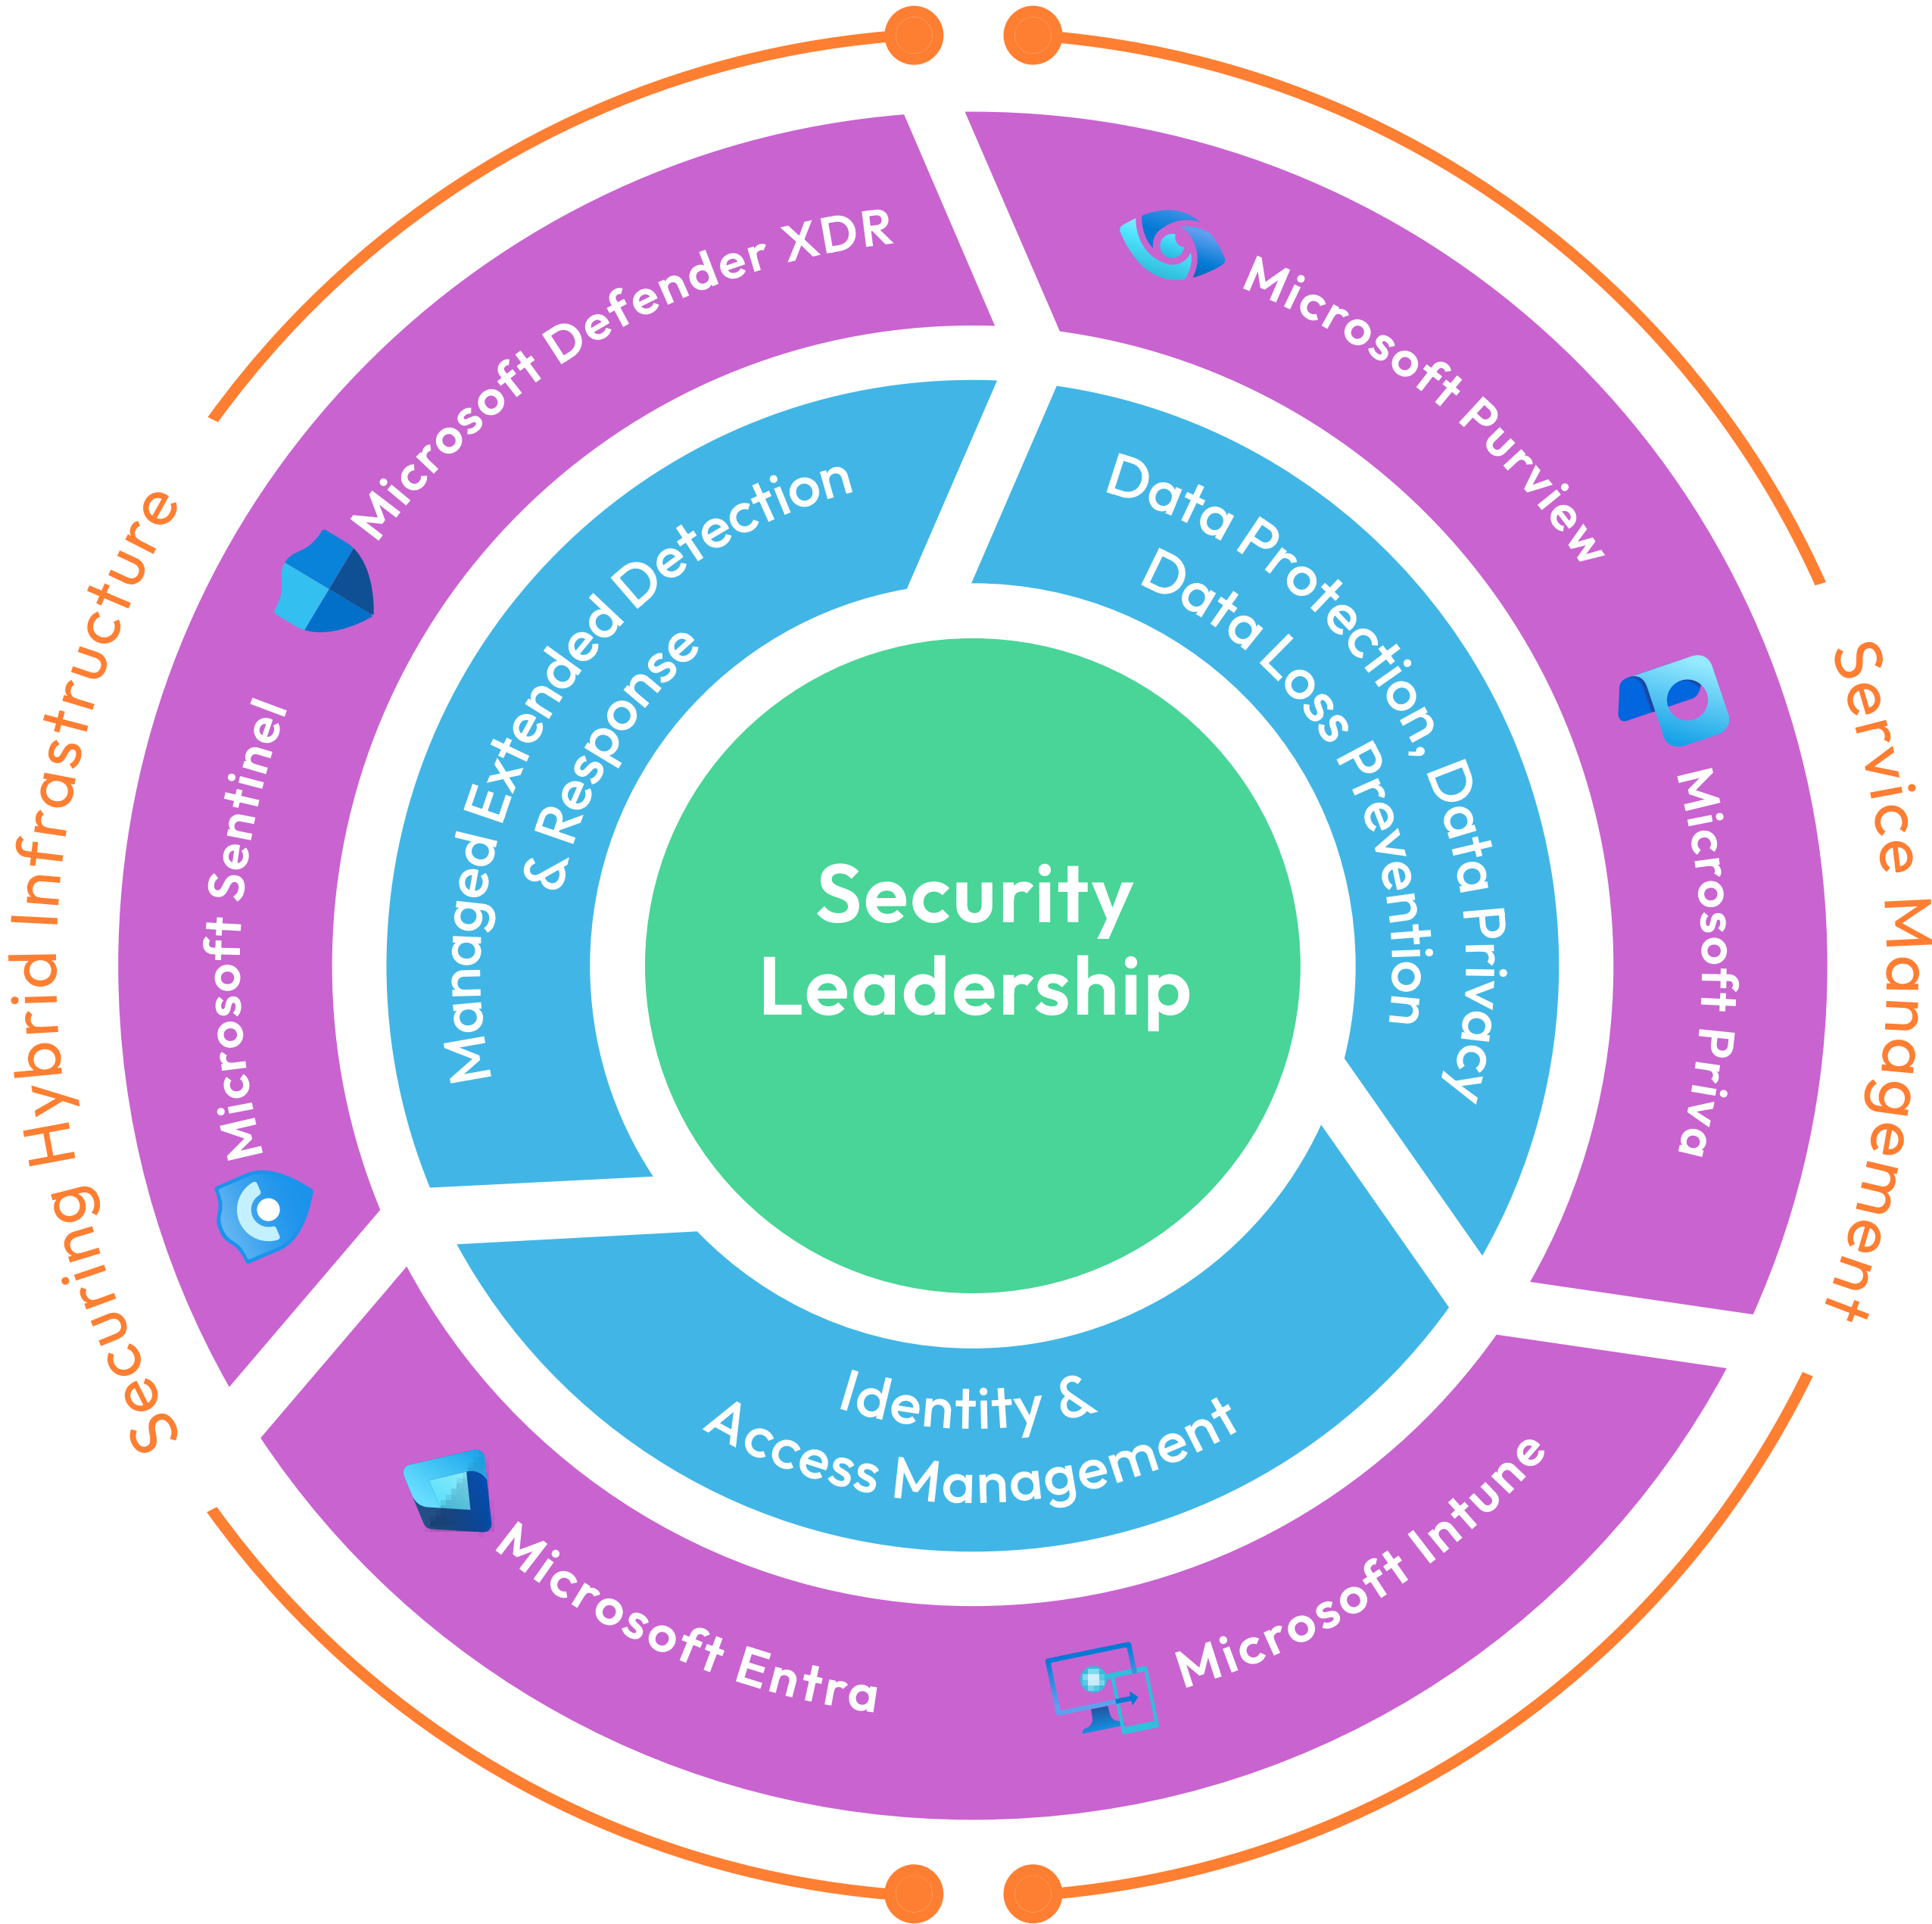 Security
Leadership
Managed Extended Detection
& Response
Data Protection, Data Privacy
Data Loss Prevention
Identity &
Access Management
Microsoft Sentinel
Microsoft Defender XDR
Microsoft Purview
Microsoft Priva
Microsoft Entra
Microsoft Intune
Securing Hybrid Infrastructure
Service Management